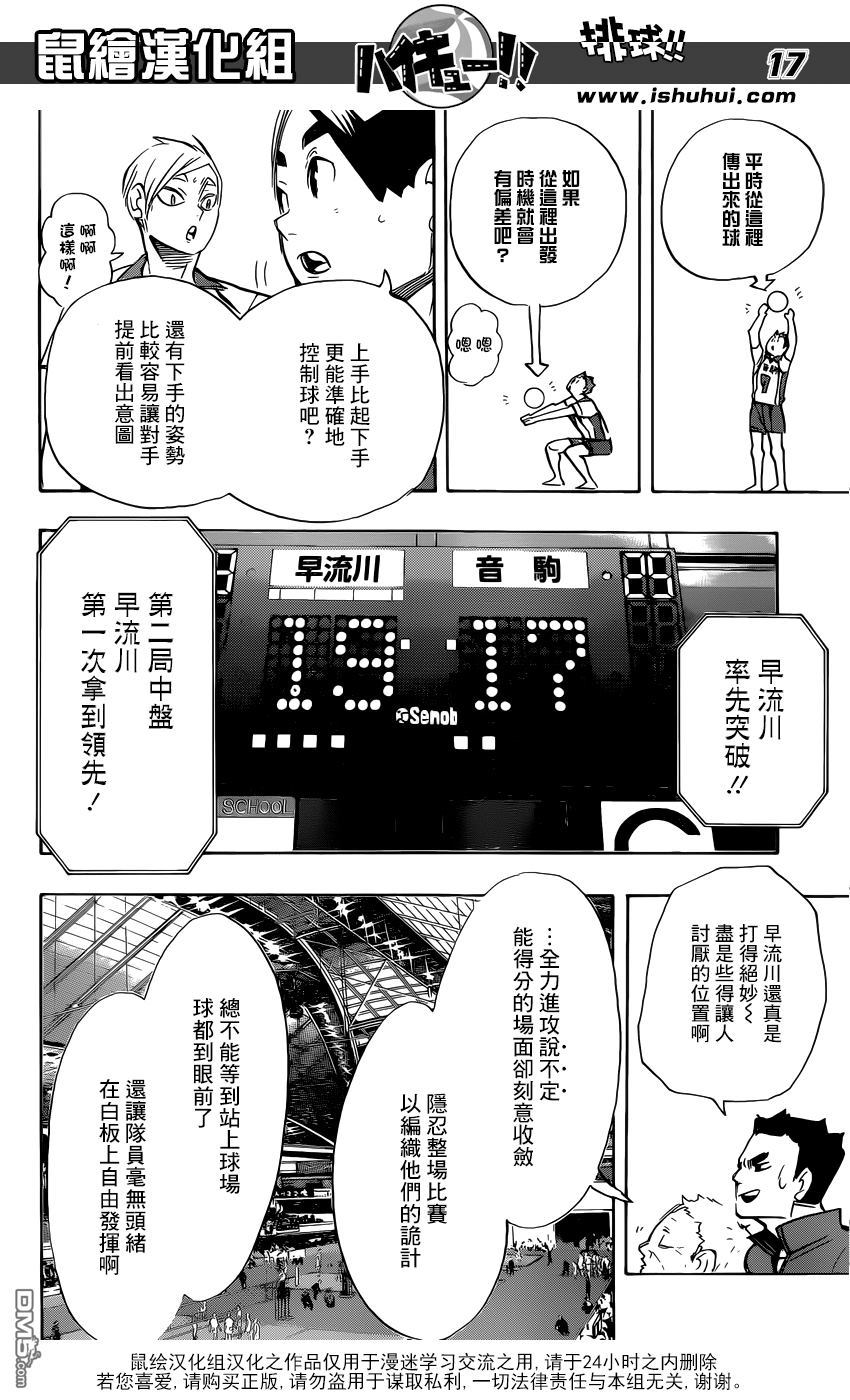 鼠繪漢化組
ハイキュー!!
排球!!
17
www.ishuhui.com
平時從這裡
傳出來的球
如果
從這裡出發
時機就會
有偏差吧？
嗯嗯
上手比起下手
更能準確地
控制球吧？
還有下手的姿勢
比較容易讓對手
提前看出意圖
啊啊
這樣啊！
早流川
率先突破!!
早流川
音駒
19
17
Senob
SCHOOL
第二局中盤
早流川
第一次拿到領先！
早流川還真是
打得絕妙～
盡是些得讓人
討厭的位置啊
…全力進攻說不定
能得分的場面卻刻意收斂
隱忍整場比賽
以編織他們的詭計
總不能等到站上球場
球都到眼前了
還讓隊員毫無頭緒
在白板上自由發揮啊
DM5
鼠绘汉化组汉化之作品仅用于漫迷学习交流之用, 请于24小时之内删除
若您喜爱, 请购买正版, 请勿盗用于谋取私利, 一切法律责任与本组无关, 谢谢。